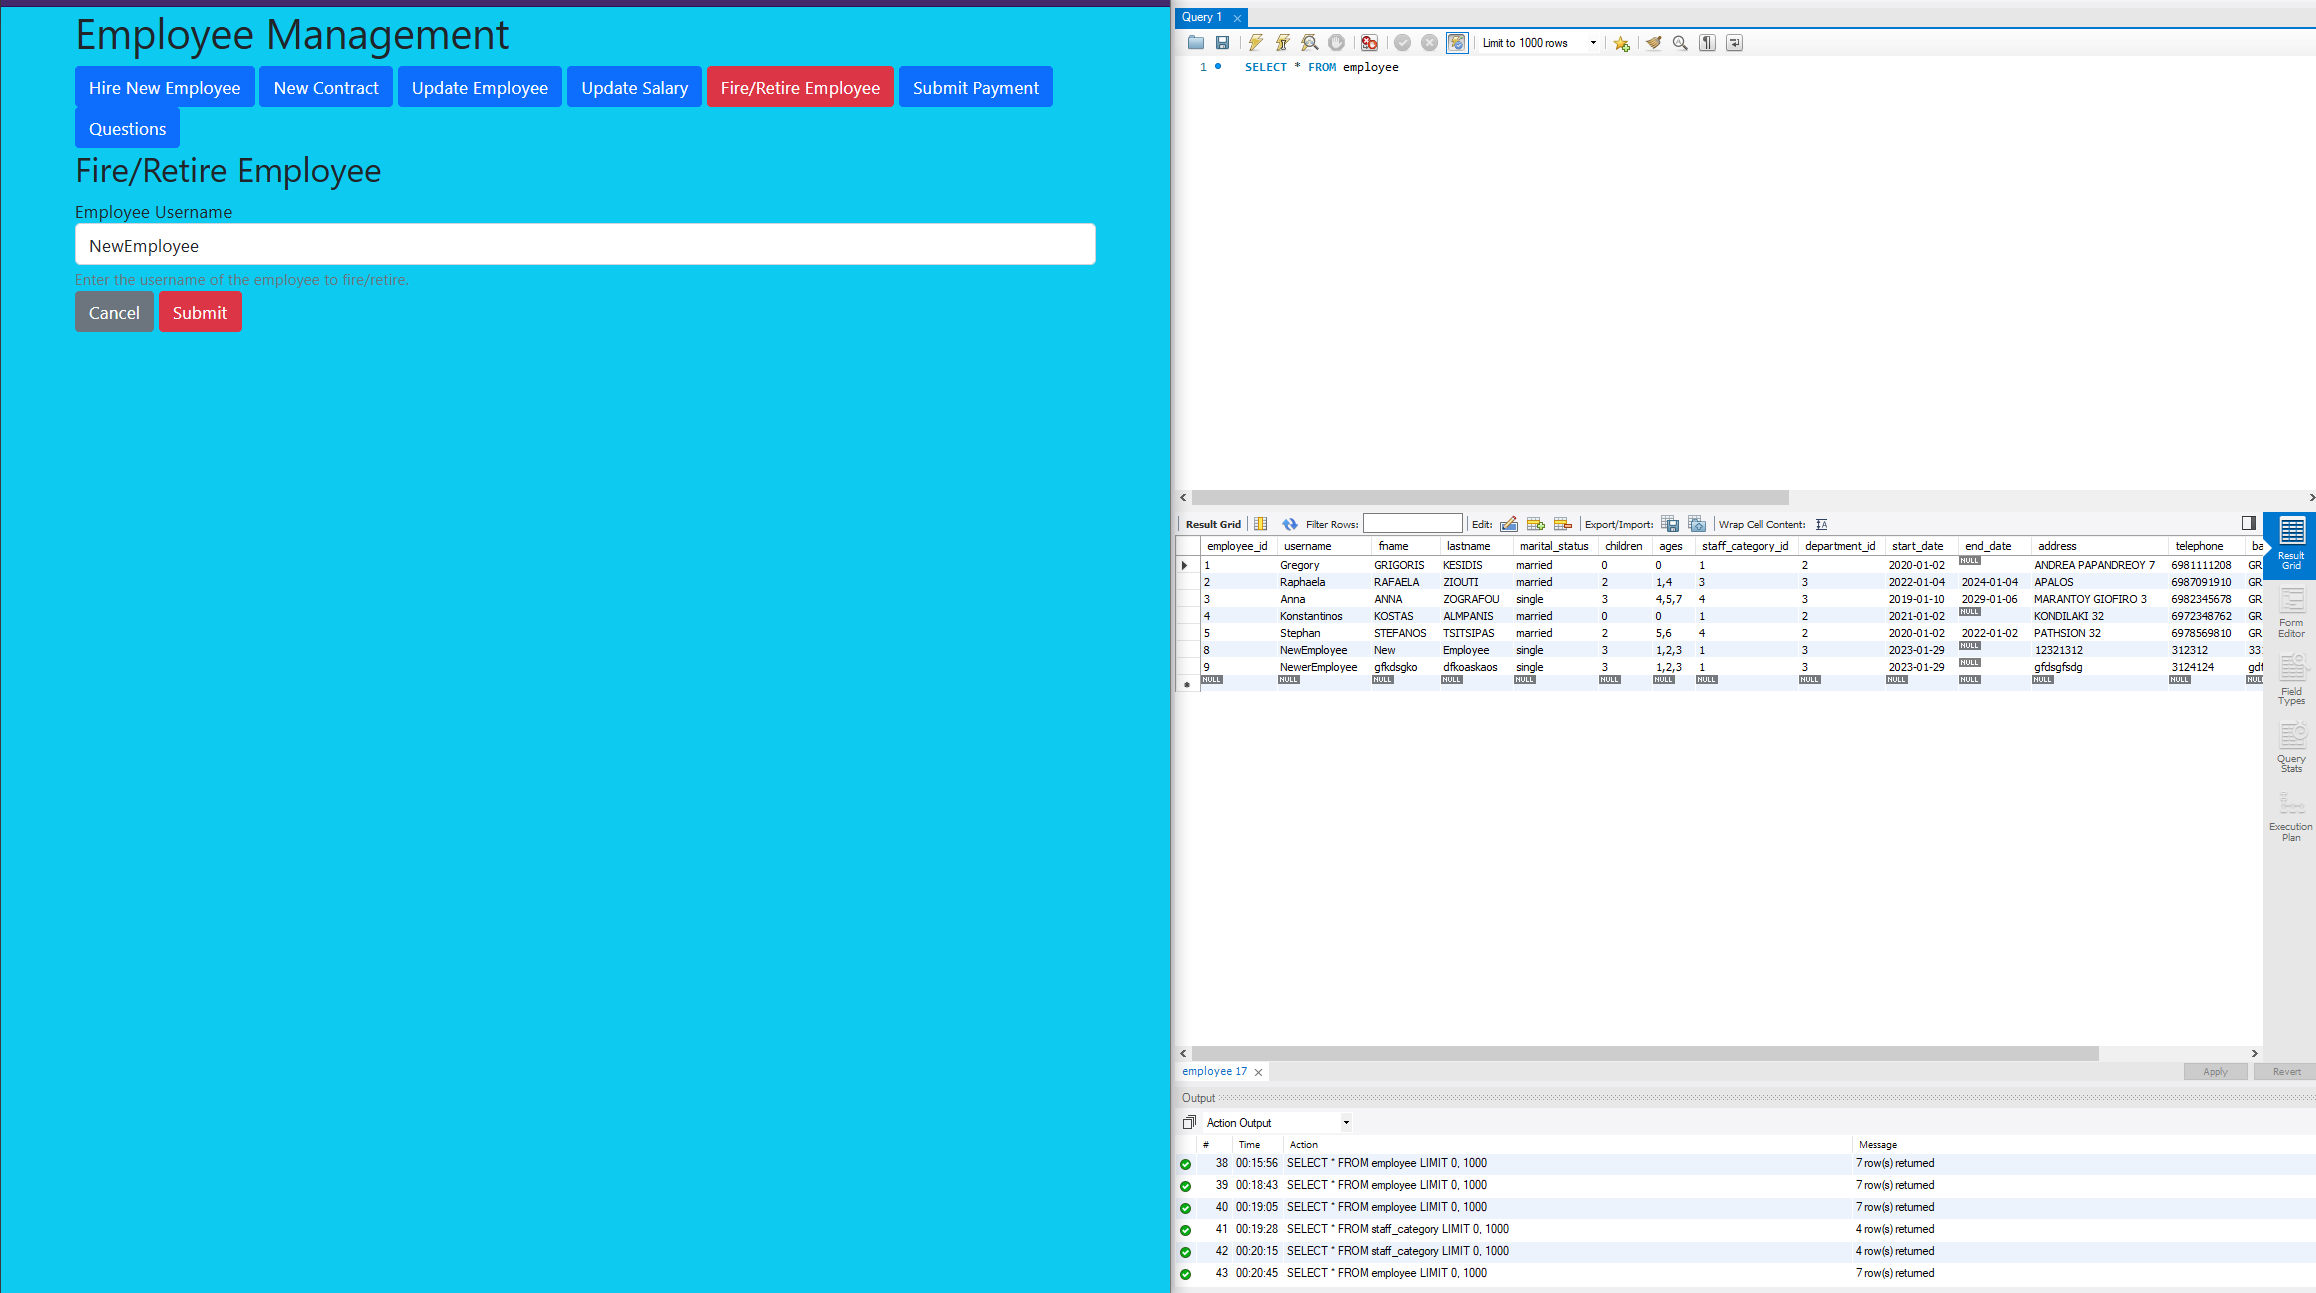 Employee Management
Hire New Employee New Contract Update Employee Update Salary Fire/Retire Employee Submit Payment
Questions
Fire/Retire Employee
Employee Username
NewEmployee
Enter the username of the employee to fire/retire.
Cancel Submit
Query 1
Limit to 1000 rows
1 SELECT * FROM employee
Result Grid Filter Rows: Edit: Export/Import: Wrap Cell Content:
employee_id username fname lastname marital_status children ages staff_category_id department_id start_date end_date address telephone ba
1 Gregory GRIGORIS KESIDIS married 0 0 1 2 2020-01-02 NULL ANDREA PAPANDREOY 7 6981111208 GR
2 Raphaela RAFAELA ZIOUTI married 2 1,4 3 3 2022-01-04 2024-01-04 APALOS 6987091910 GR
3 Anna ANNA ZOGRAFOU single 3 4,5,7 4 3 2019-01-10 2029-01-06 MARANTOY GIOFIRO 3 6982345678 GR
4 Konstantinos KOSTAS ALMPANIS married 0 0 1 2 2021-01-02 NULL KONDILAKI 32 6972348762 GR
5 Stephan STEFANOS TSITSIPAS married 2 5,6 4 2 2020-01-02 2022-01-02 PATHSION 32 6978569810 GR
8 NewEmployee New Employee single 3 1,2,3 1 3 2023-01-29 NULL 12321312 312312 331
9 NewerEmployee gfkdsgko dfkoaskaos single 3 1,2,3 1 3 2023-01-29 NULL gfdsgfsdg 3124124 gdf
NULL NULL NULL NULL NULL NULL NULL NULL NULL NULL NULL NULL NULL NULL
Result
Grid
Form
Editor
Field
Types
Query
Stats
Execution
Plan
employee 17 Apply Revert
Output
Action Output
# Time Action Message
38 00:15:56 SELECT * FROM employee LIMIT 0, 1000 7 row(s) returned
39 00:18:43 SELECT * FROM employee LIMIT 0, 1000 7 row(s) returned
40 00:19:05 SELECT * FROM employee LIMIT 0, 1000 7 row(s) returned
41 00:19:28 SELECT * FROM staff_category LIMIT 0, 1000 4 row(s) returned
42 00:20:15 SELECT * FROM staff_category LIMIT 0, 1000 4 row(s) returned
43 00:20:45 SELECT * FROM employee LIMIT 0, 1000 7 row(s) returned